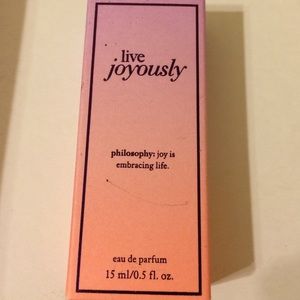 live
joyously
philosophy: joy is
embracing life.
eau de parfum
15 ml/0.5 fl. oz.